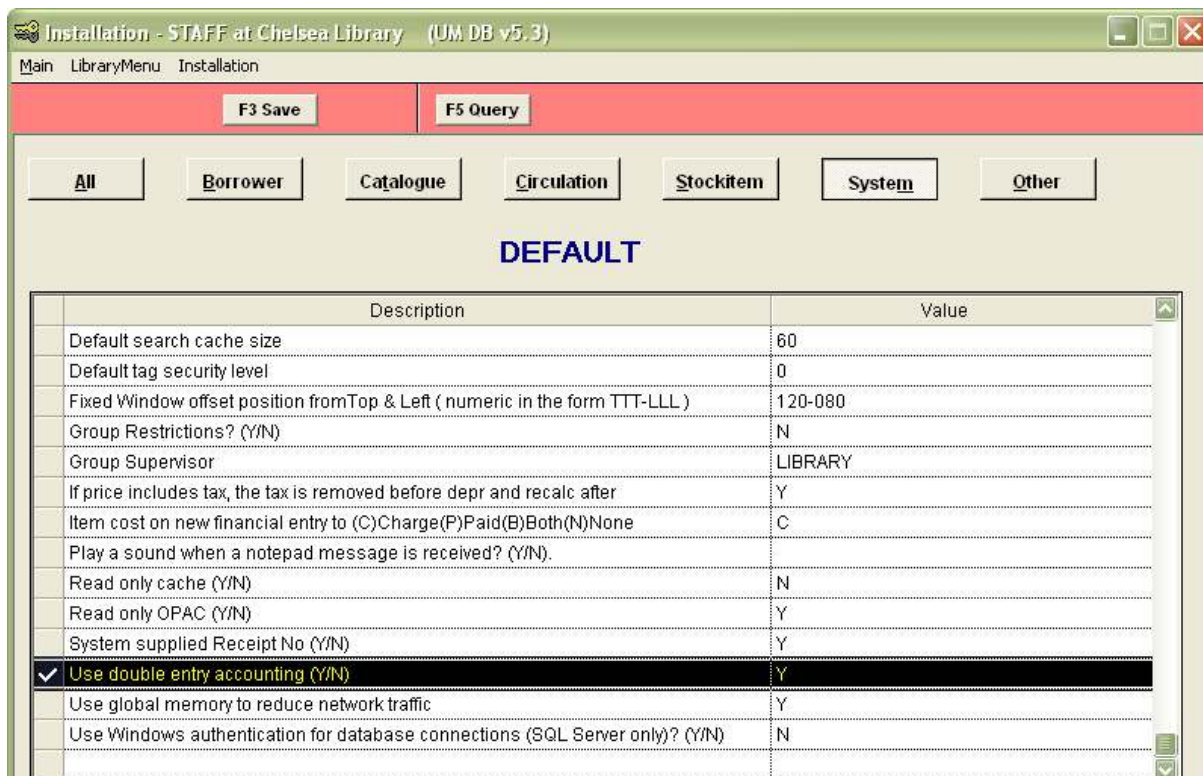 Installation - STAFF at Chelsea Library (UM DB v5.3)
Main LibraryMenu Installation
F3 Save F5 Query
All Borrower Catalogue Circulation Stockitem System Other
DEFAULT
Description Value
Default search cache size 60
Default tag security level 0
Fixed Window offset position fromTop & Left ( numeric in the form TTT-LLL ) 120-080
Group Restrictions? (Y/N) N
Group Supervisor LIBRARY
If price includes tax, the tax is removed before depr and recalc after Y
Item cost on new financial entry to (C)Charge(P)Paid(B)Both(N)None C
Play a sound when a notepad message is received? (Y/N).
Read only cache (Y/N) N
Read only OPAC (Y/N) Y
System supplied Receipt No (Y/N) Y
Use double entry accounting (Y/N) Y
Use global memory to reduce network traffic Y
Use Windows authentication for database connections (SQL Server only)? (Y/N) N